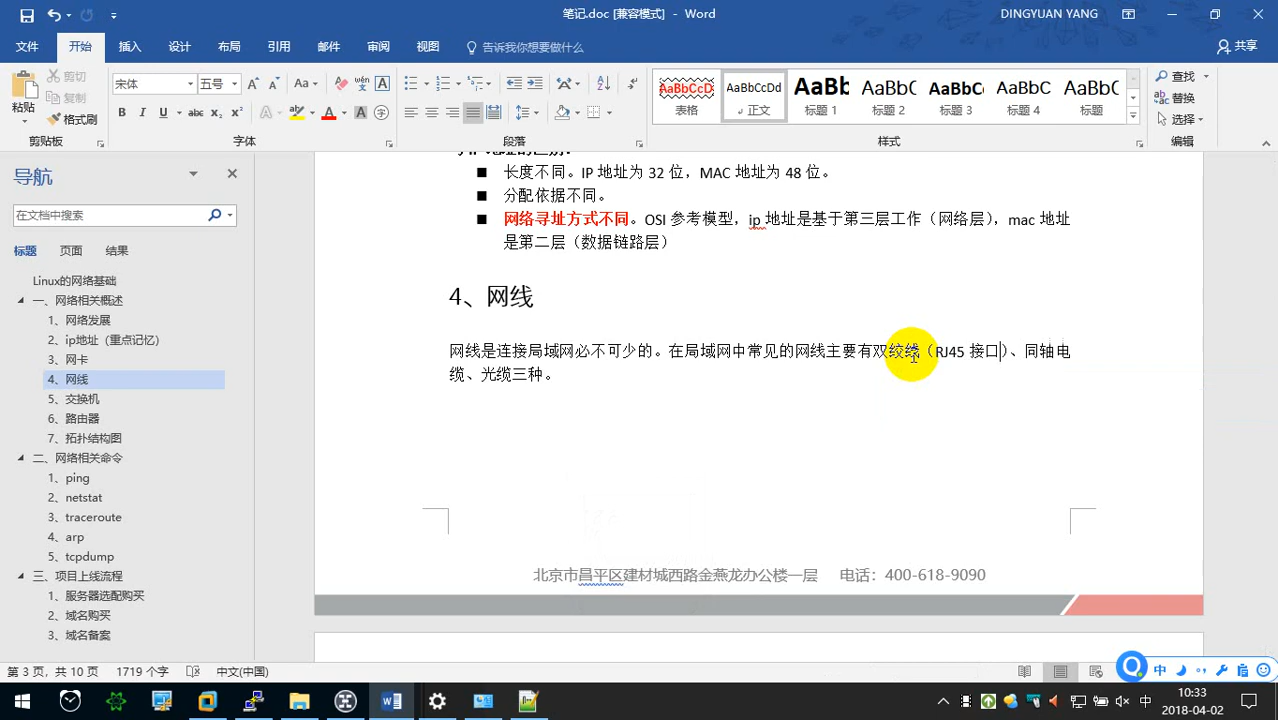 笔记.doc [兼容模式] - Word
DINGYUAN YANG
文件 开始 插入 设计 布局 引用 邮件 审阅 视图 告诉我你想要做什么 共享
粘贴
剪切
复制
格式刷
宋体 五号
AaBbCcD AaBbCcDd AaBb AaBbC AaBbC AaBbC AaBbC
表格 正文 标题 1 标题 2 标题 3 标题 4 标题
查找
替换
选择
剪贴板 字体 段落 样式 编辑
导航
在文档中搜索
标题 页面 结果
Linux的网络基础
一、网络相关概述
1、网络发展
2、ip地址（重点记忆）
3、网卡
4、网线
5、交换机
6、路由器
7、拓扑结构图
二、网络相关命令
1、ping
2、netstat
3、traceroute
4、arp
5、tcpdump
三、项目上线流程
1、服务器选配购买
2、域名购买
3、域名备案
■ 长度不同。IP 地址为 32 位，MAC 地址为 48 位。
■ 分配依据不同。
■ 网络寻址方式不同。OSI 参考模型，ip 地址是基于第三层工作（网络层），mac 地址
是第二层（数据链路层）
4、网线
网线是连接局域网必不可少的。在局域网中常见的网线主要有双绞线（RJ45 接口）、同轴电
缆、光缆三种。
北京市昌平区建材城西路金燕龙办公楼一层 电话：400-618-9090
第 3 页，共 10 页 1719 个字 中文(中国)
中
中
10:33
2018-04-02